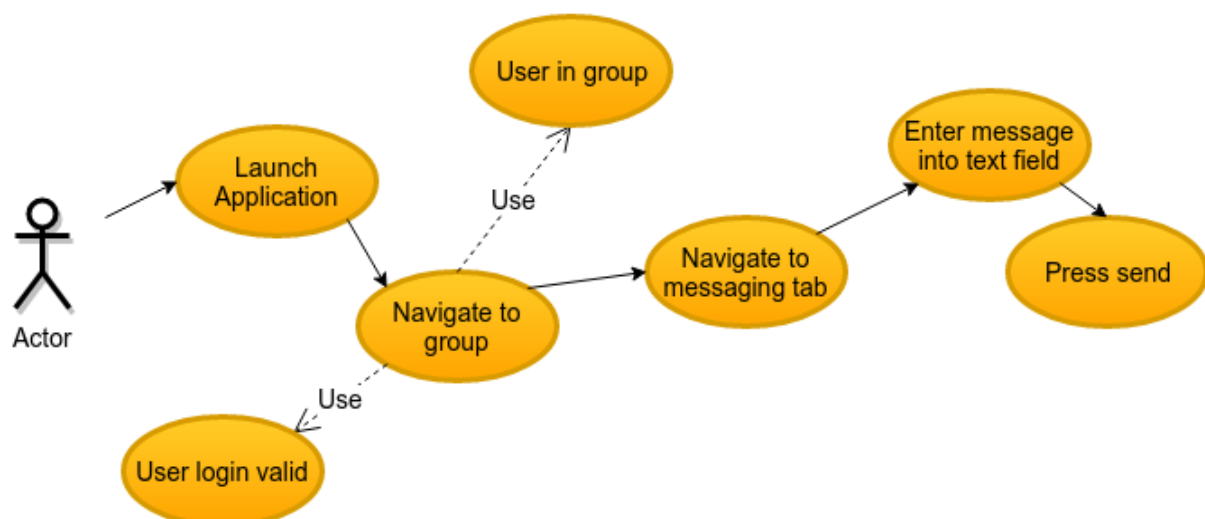 User in group
Enter message
into text field
Launch
Application
Use
Navigate to
messaging tab
Press send
Navigate to
group
Actor
Use
User login valid